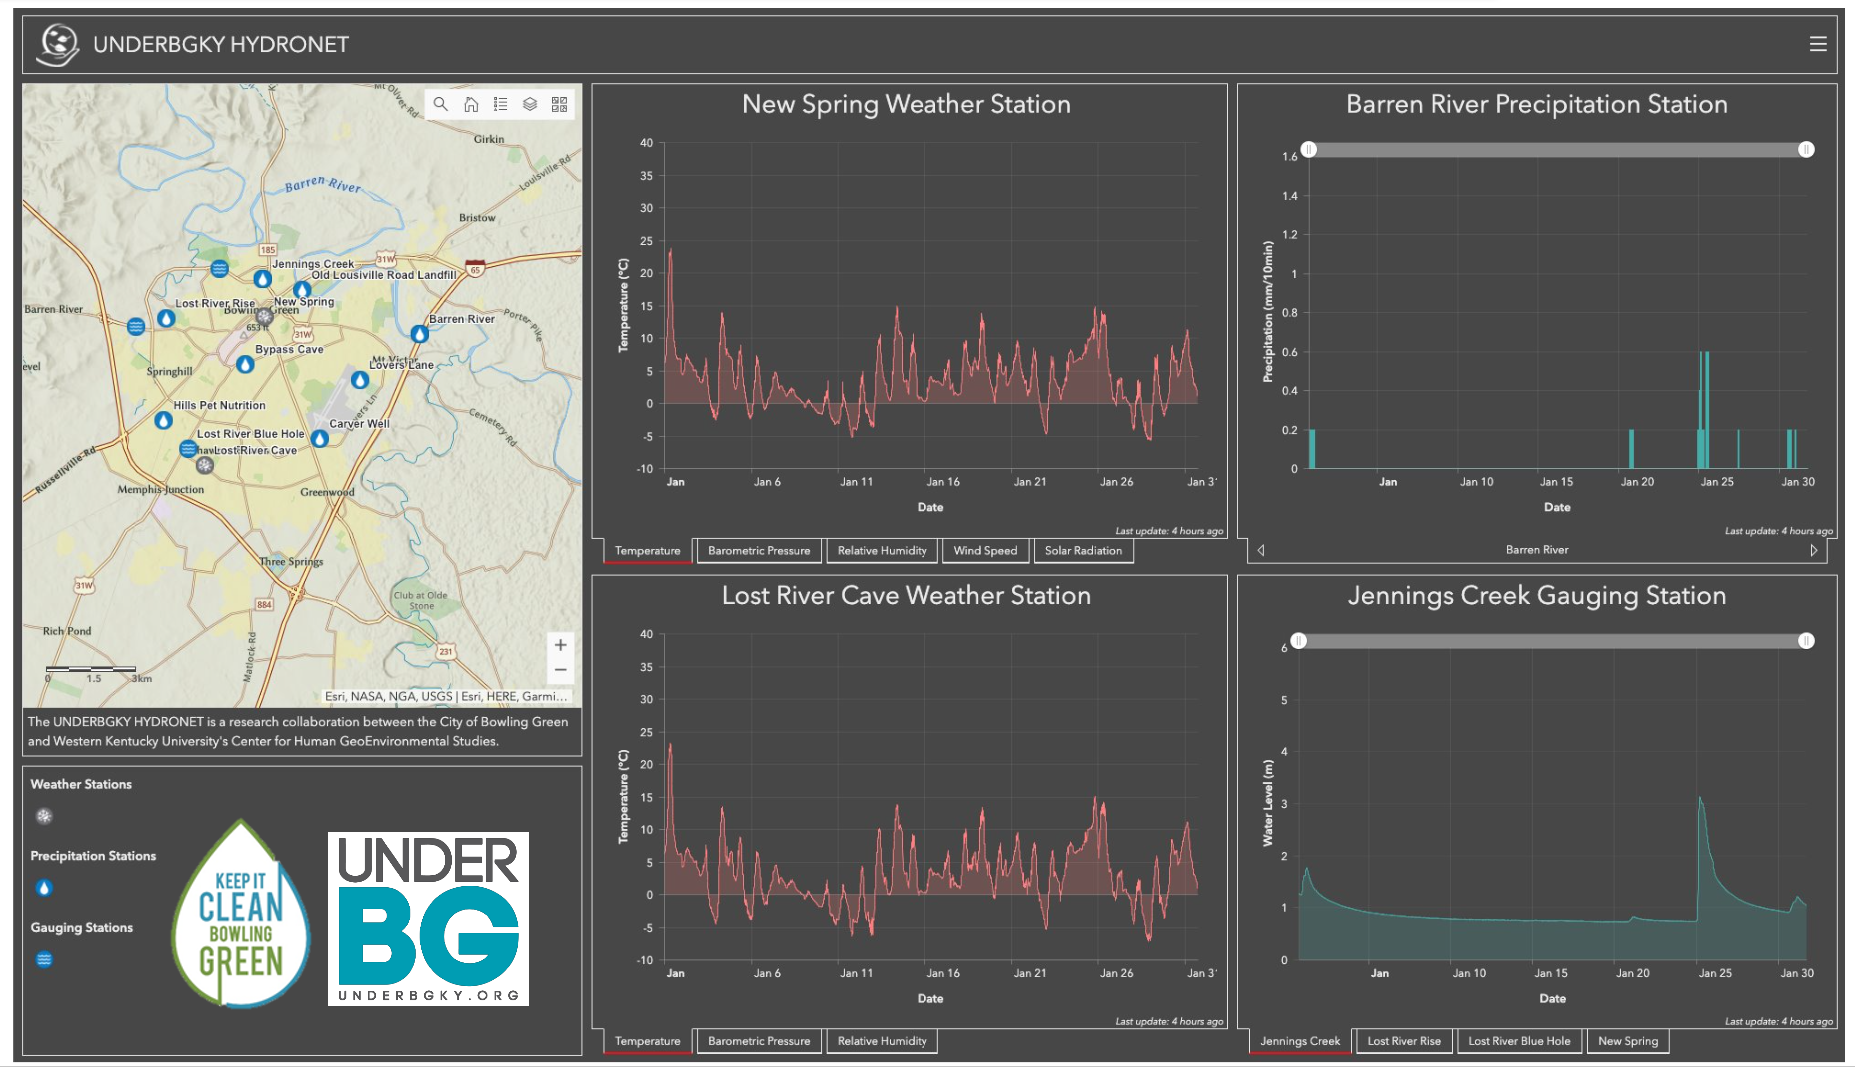 UNDERBGKY HYDRONET
Mt Olivet Rd
Girkin
Louisville Rd
Barren River
Bristow
185
31W
65
Jennings Creek
Old Lousiville Road Landfill
Lost River Rise
New Spring
Bowling Green
653 ft
Barren River
31W
Barren River
Porter Pike
Bypass Cave
Lovers Lane
Springhill
Hills Pet Nutrition
Cemetery Rd
Carver Well
Lost River Blue Hole
Lost River Cave
Russellville Rd
Memphis Junction
Greenwood
Three Springs
31W
884
Club at Olde
Stone
Rich Pond
Matlock Rd
231
+
−
0 1.5 3km
Esri, NASA, NGA, USGS | Esri, HERE, Garmi...
The UNDERBGKY HYDRONET is a research collaboration between the City of Bowling Green
and Western Kentucky University's Center for Human GeoEnvironmental Studies.
Weather Stations
Precipitation Stations
Gauging Stations
KEEP IT
CLEAN
BOWLING
GREEN
UNDER
BG
UNDERBGKY.ORG
New Spring Weather Station
Temperature (°C)
40
35
30
25
20
15
10
5
0
-5
-10
Jan Jan 6 Jan 11 Jan 16 Jan 21 Jan 26 Jan 3
Date
Last update: 4 hours ago
Temperature Barometric Pressure Relative Humidity Wind Speed Solar Radiation
Barren River Precipitation Station
Precipitation (mm/10min)
1.6
1.4
1.2
1
0.8
0.6
0.4
0.2
0
Jan Jan 10 Jan 15 Jan 20 Jan 25 Jan 30
Date
Last update: 4 hours ago
Barren River
Lost River Cave Weather Station
Temperature (°C)
40
35
30
25
20
15
10
5
0
-5
-10
Jan Jan 6 Jan 11 Jan 16 Jan 21 Jan 26 Jan 3
Date
Last update: 4 hours ago
Temperature Barometric Pressure Relative Humidity
Jennings Creek Gauging Station
Water Level (m)
6
5
4
3
2
1
0
Jan Jan 10 Jan 15 Jan 20 Jan 25 Jan 30
Date
Last update: 4 hours ago
Jennings Creek Lost River Rise Lost River Blue Hole New Spring